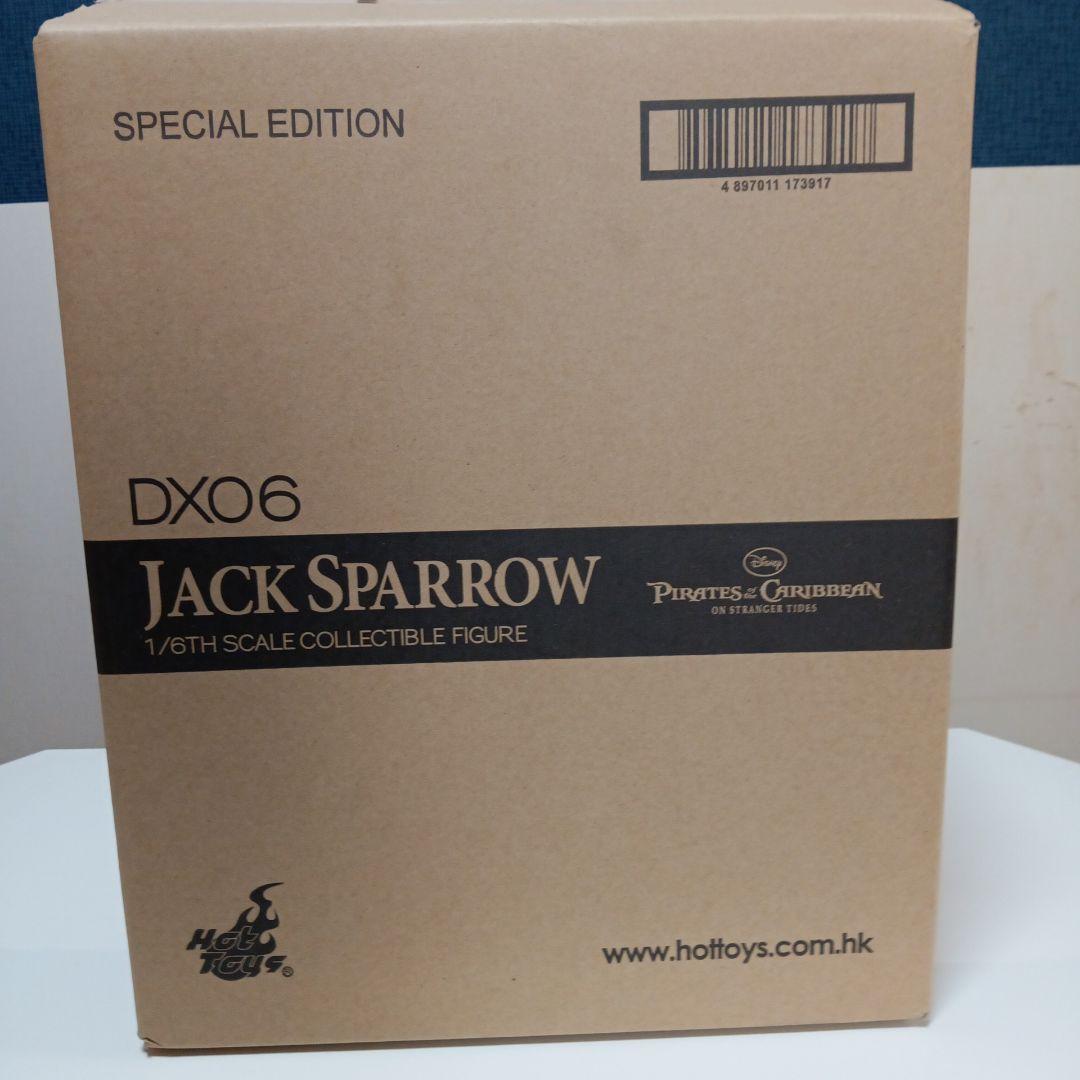 SPECIAL EDITION
4 897011 173917
DX06
JACK SPARROW
1/6TH SCALE COLLECTIBLE FIGURE
Disney
PIRATES of the CARIBBEAN
ON STRANGER TIDES
Hot
Toys®
www.hottoys.com.hk